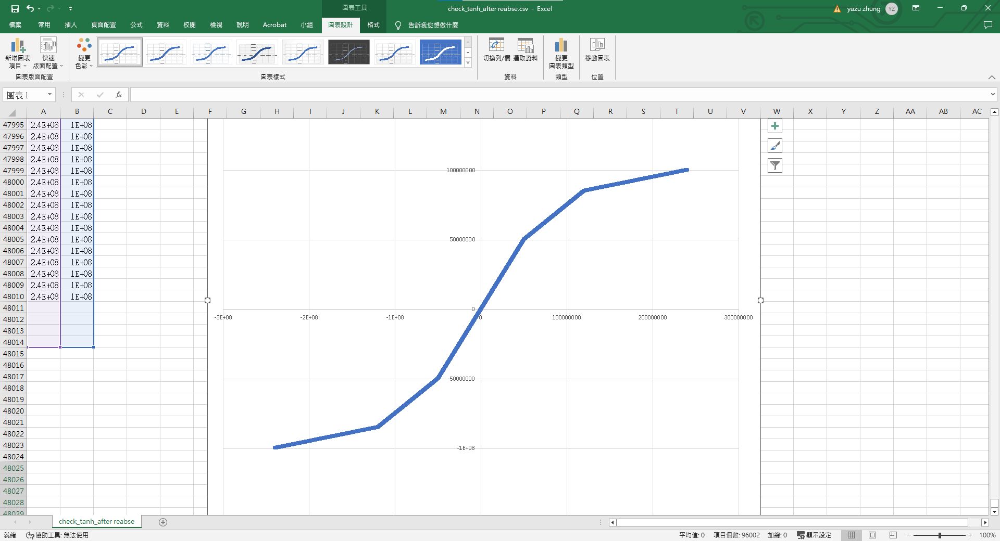 圖表工具
check_tanh_after reabse.csv - Excel
yazu zhung
YZ
檔案 常用 插入 頁面配置 公式 資料 校閱 檢視 說明 Acrobat 小組 圖表設計 格式 告訴我您想做什麼
新增圖表
項目
快速
版面配置
變更
色彩
切換列/欄
選取資料
變更
圖表類型
移動圖表
圖表版面配置
圖表樣式
資料
類型
位置
圖表 1
fx
A B C D E F G H I J K L M N O P Q R S T U V W X Y Z AA AB AC
47995 2.4E+08 1E+08
47996 2.4E+08 1E+08
47997 2.4E+08 1E+08
47998 2.4E+08 1E+08
47999 2.4E+08 1E+08
48000 2.4E+08 1E+08
48001 2.4E+08 1E+08
48002 2.4E+08 1E+08
48003 2.4E+08 1E+08
48004 2.4E+08 1E+08
48005 2.4E+08 1E+08
48006 2.4E+08 1E+08
48007 2.4E+08 1E+08
48008 2.4E+08 1E+08
48009 2.4E+08 1E+08
48010 2.4E+08 1E+08
48011
48012
48013
48014
48015
48016
48017
48018
48019
48020
48021
48022
48023
48024
48025
48026
48027
48028
48029
100000000
50000000
0
-3E+08 -2E+08 -1E+08 0 100000000 200000000 300000000
-50000000
-1E+08
check_tanh_after reabse
就緒 協助工具: 無法使用 平均值: 0 項目個數: 96002 加總: 0 顯示設定 100%